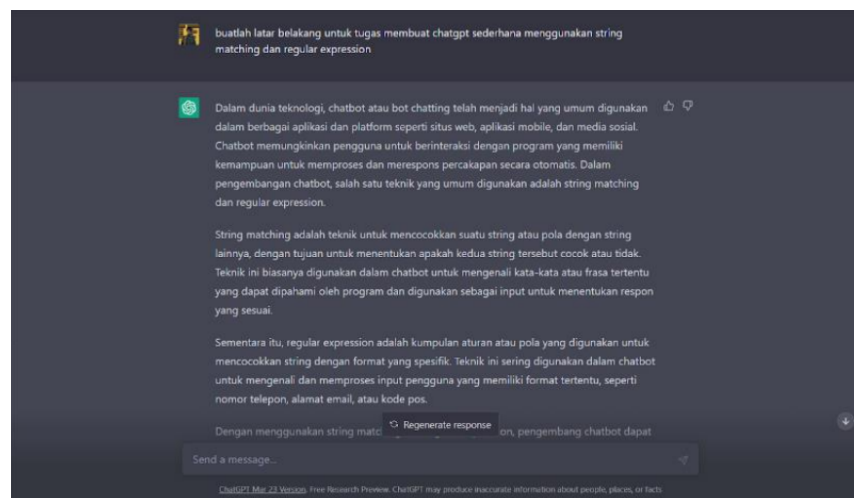 buatlah latar belakang untuk tugas membuat chatgpt sederhana menggunakan string
matching dan regular expression
Dalam dunia teknologi, chatbot atau bot chatting telah menjadi hal yang umum digunakan
dalam berbagai aplikasi dan platform seperti situs web, aplikasi mobile, dan media sosial.
Chatbot memungkinkan pengguna untuk berinteraksi dengan program yang memiliki
kemampuan untuk memproses dan merespons percakapan secara otomatis. Dalam
pengembangan chatbot, salah satu teknik yang umum digunakan adalah string matching
dan regular expression.
String matching adalah teknik untuk mencocokkan suatu string atau pola dengan string
lainnya, dengan tujuan untuk menentukan apakah kedua string tersebut cocok atau tidak.
Teknik ini biasanya digunakan dalam chatbot untuk mengenali kata-kata atau frasa tertentu
yang dapat dipahami oleh program dan digunakan sebagai input untuk menentukan respon
yang sesuai.
Sementara itu, regular expression adalah kumpulan aturan atau pola yang digunakan untuk
mencocokkan string dengan format yang spesifik. Teknik ini sering digunakan dalam chatbot
untuk mengenali dan memproses input pengguna yang memiliki format tertentu, seperti
nomor telepon, alamat email, atau kode pos.
Dengan menggunakan string matc
Regenerate response
on, pengembang chatbot dapat
Send a message...
ChatGPT Mar 23 Version. Free Research Preview. ChatGPT may produce inaccurate information about people, places, or facts